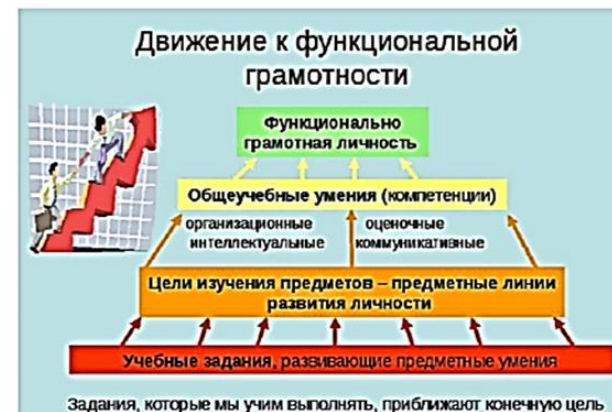 Движение к функциональной
грамотности
Функционально
грамотная личность
Общеучебные умения (компетенции)
организационные оценочные
интеллектуальные коммуникативные
Цели изучения предметов – предметные линии
развития личности
Учебные задания, развивающие предметные умения
Задания, которые мы учим выполнять, приближают конечную цель